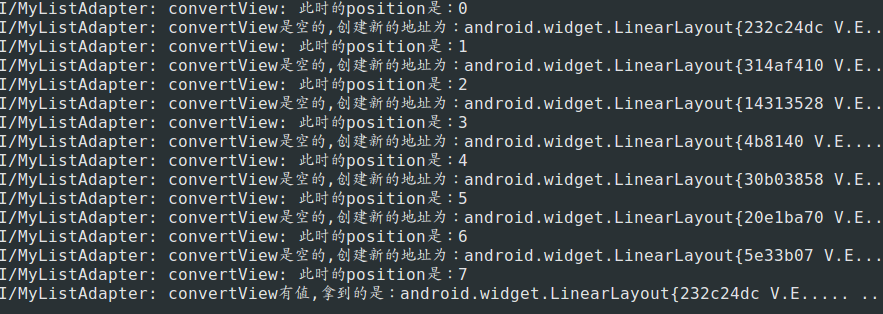 I/MyListAdapter: convertView: 此时的position是：0
I/MyListAdapter: convertView是空的,创建新的地址为：android.widget.LinearLayout{232c24dc V.E...
I/MyListAdapter: convertView: 此时的position是：1
I/MyListAdapter: convertView是空的,创建新的地址为：android.widget.LinearLayout{314af410 V.E...
I/MyListAdapter: convertView: 此时的position是：2
I/MyListAdapter: convertView是空的,创建新的地址为：android.widget.LinearLayout{14313528 V.E...
I/MyListAdapter: convertView: 此时的position是：3
I/MyListAdapter: convertView是空的,创建新的地址为：android.widget.LinearLayout{4b8140 V.E....
I/MyListAdapter: convertView: 此时的position是：4
I/MyListAdapter: convertView是空的,创建新的地址为：android.widget.LinearLayout{30b03858 V.E...
I/MyListAdapter: convertView: 此时的position是：5
I/MyListAdapter: convertView是空的,创建新的地址为：android.widget.LinearLayout{20e1ba70 V.E...
I/MyListAdapter: convertView: 此时的position是：6
I/MyListAdapter: convertView是空的,创建新的地址为：android.widget.LinearLayout{5e33b07 V.E....
I/MyListAdapter: convertView: 此时的position是：7
I/MyListAdapter: convertView有值,拿到的是：android.widget.LinearLayout{232c24dc V.E..... ..